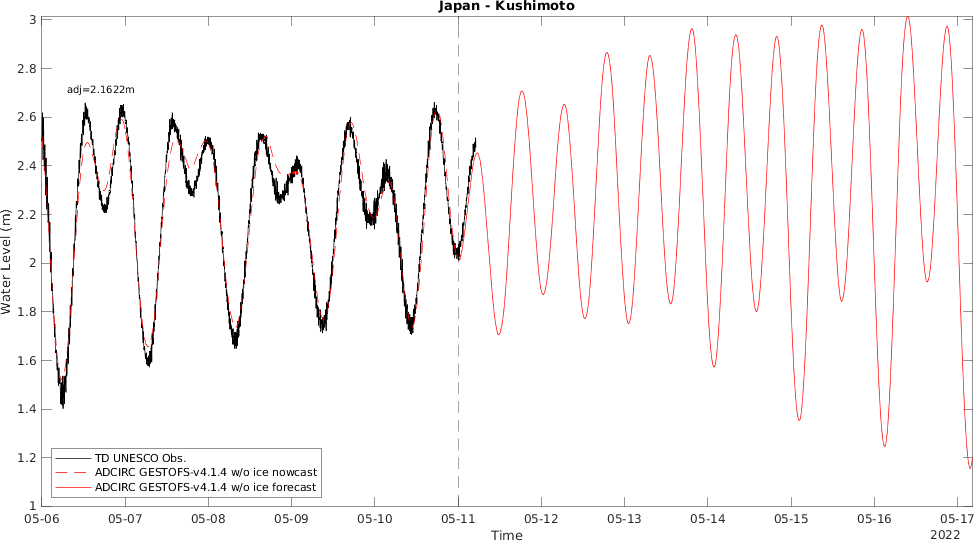 Japan - Kushimoto
3
2.8
2.6
2.4
2.2
2
1.8
1.6
1.4
1.2
1
Water Level (m)
adj=2.1622m
TD UNESCO Obs.
ADCIRC GESTOFS-v4.1.4 w/o ice nowcast
ADCIRC GESTOFS-v4.1.4 w/o ice forecast
05-06 05-07 05-08 05-09 05-10 05-11 05-12 05-13 05-14 05-15 05-16 05-17
Time
2022